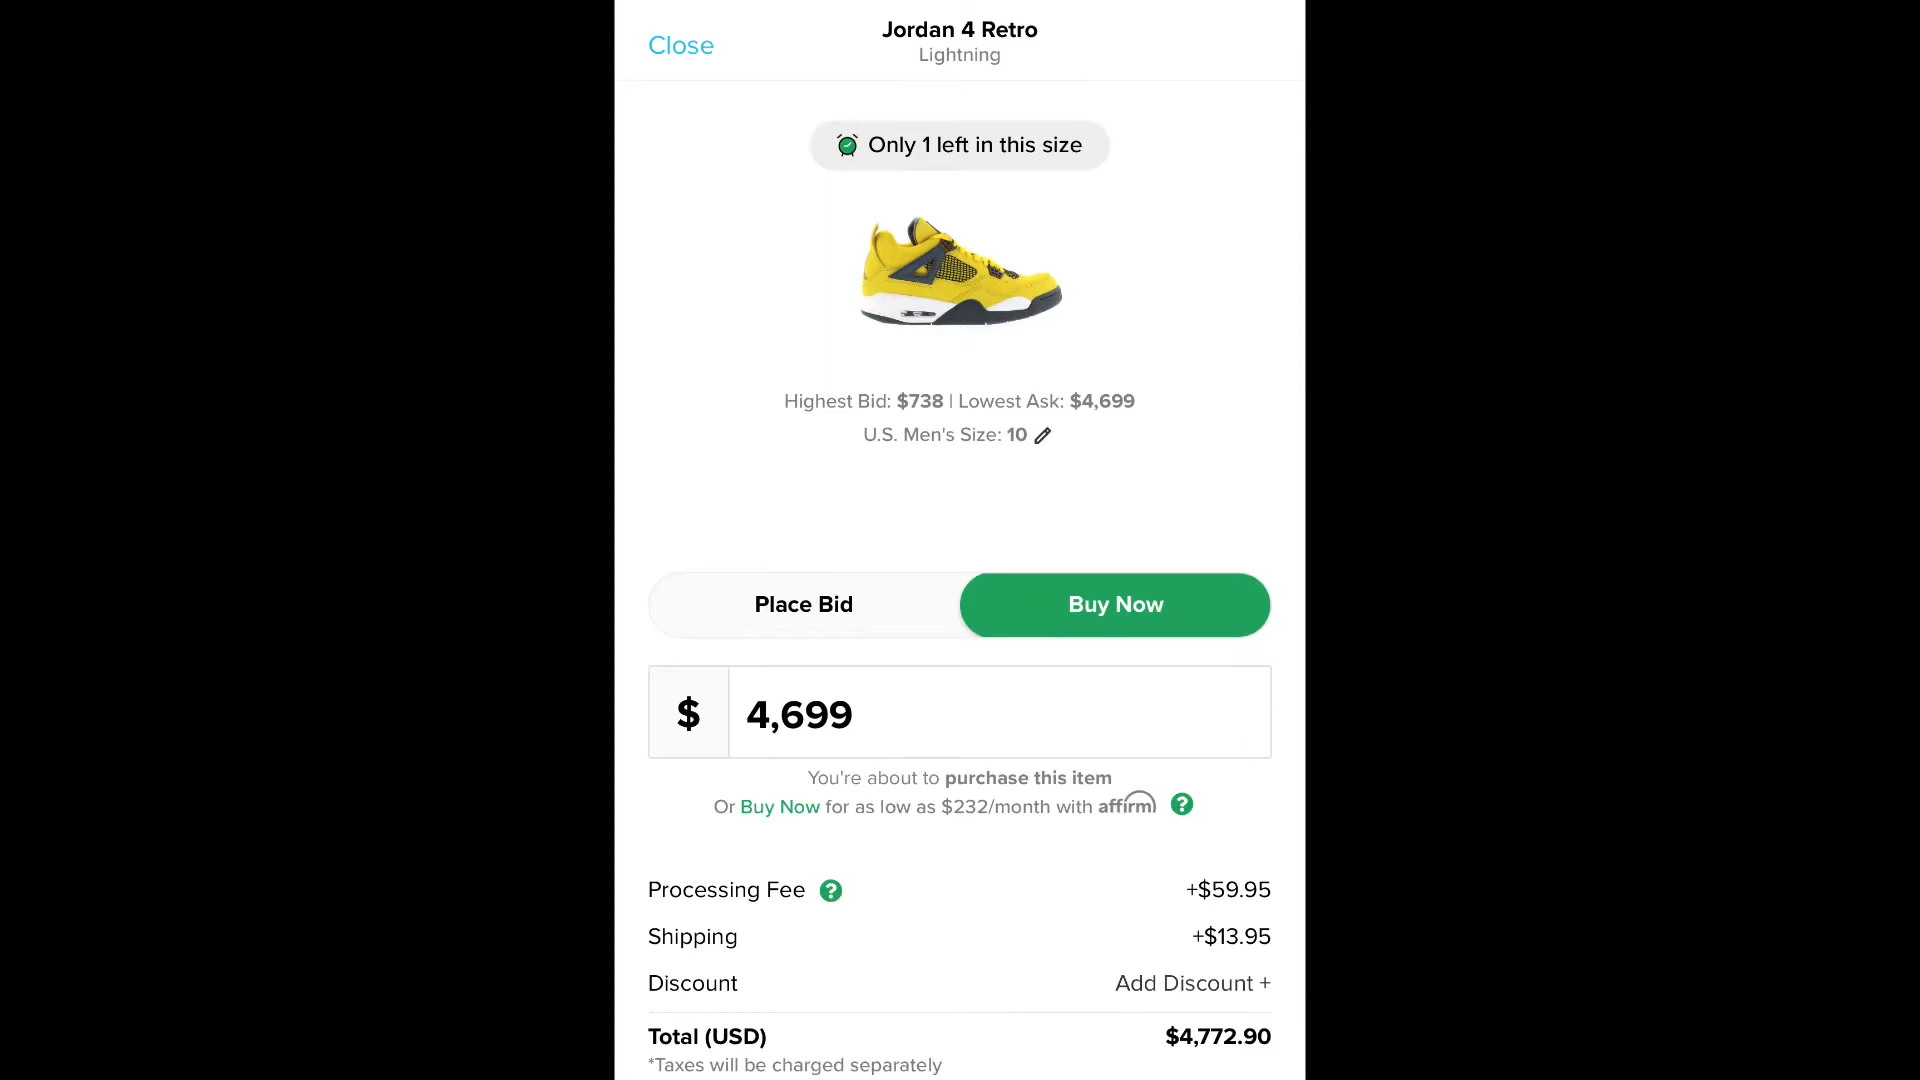 Close
Jordan 4 Retro
Lightning
Only 1 left in this size
Highest Bid: $738 | Lowest Ask: $4,699
U.S. Men's Size: 10
Place Bid
Buy Now
$ 4,699
You're about to purchase this item
Or Buy Now for as low as $232/month with affirm ?
Processing Fee ? +$59.95
Shipping +$13.95
Discount Add Discount +
Total (USD) $4,772.90
*Taxes will be charged separately